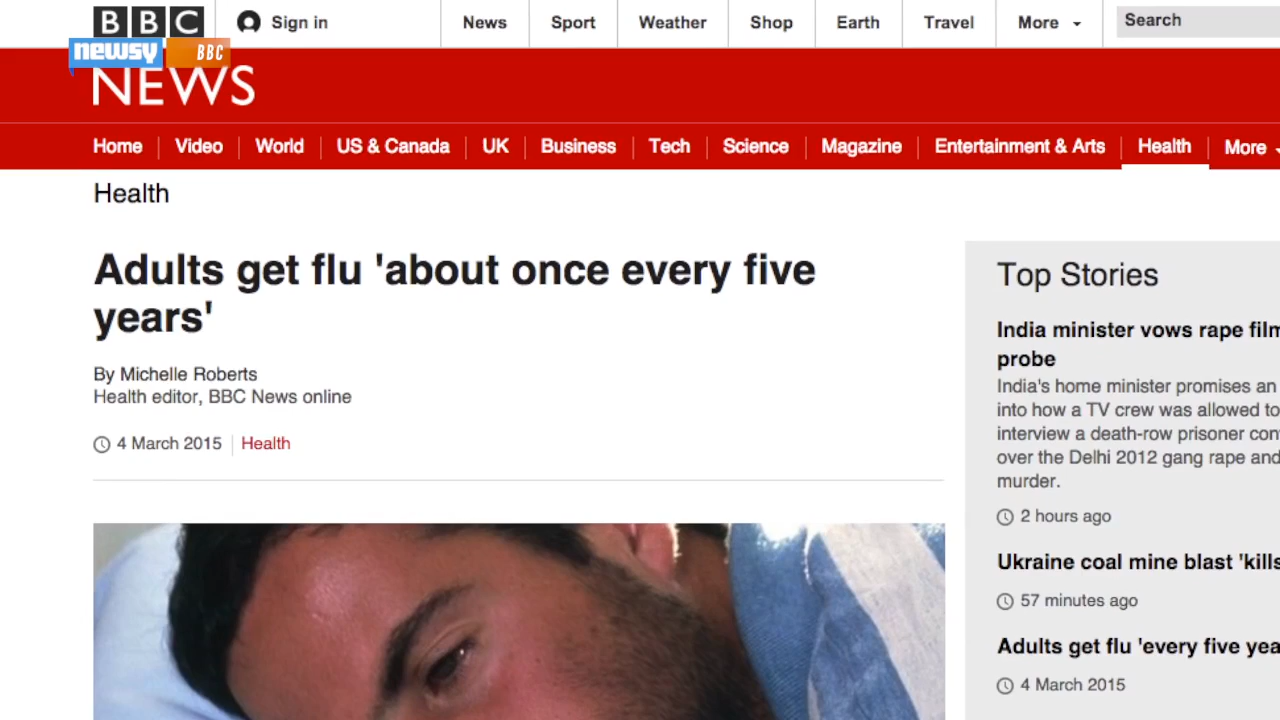 BBC
Sign in
News
Sport
Weather
Shop
Earth
Travel
More
Search
newsy
BBC
NEWS
Home
Video
World
US & Canada
UK
Business
Tech
Science
Magazine
Entertainment & Arts
Health
More
Health
Adults get flu 'about once every five
years'
By Michelle Roberts
Health editor, BBC News online
4 March 2015
Health
Top Stories
India minister vows rape film
probe
India's home minister promises an
into how a TV crew was allowed to
interview a death-row prisoner con
over the Delhi 2012 gang rape and
murder.
2 hours ago
Ukraine coal mine blast 'kills
57 minutes ago
Adults get flu 'every five yea
4 March 2015